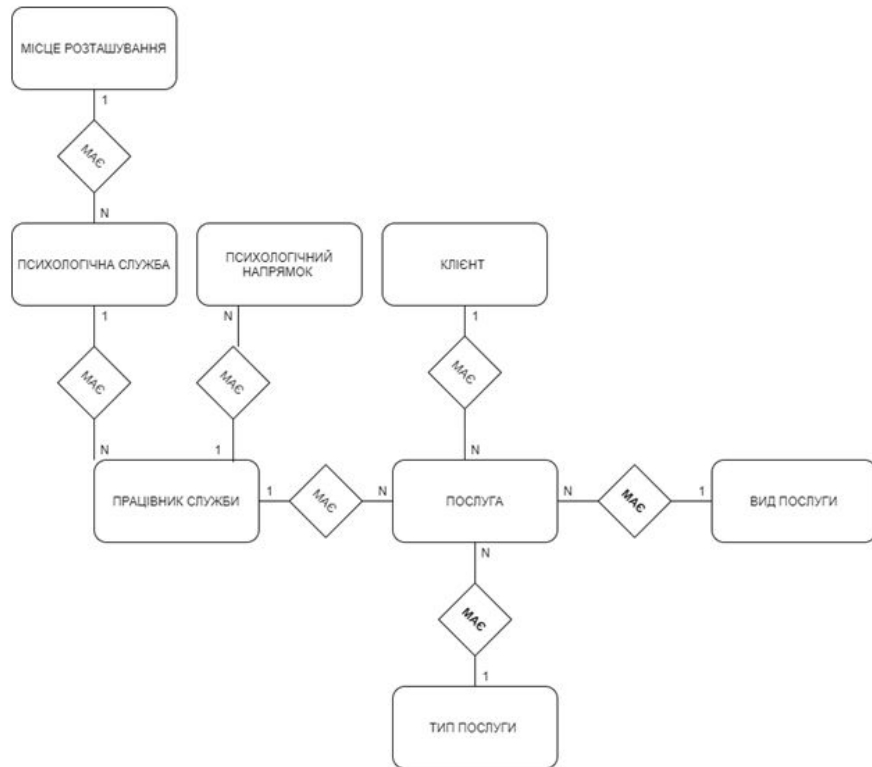 МІСЦЕ РОЗТАШУВАННЯ
1
МАЄ
N
ПСИХОЛОГІЧНА СЛУЖБА
ПСИХОЛОГІЧНИЙ
НАПРЯМОК
КЛІЄНТ
1
N
1
МАЄ
МАЄ
МАЄ
N
1
N
ПРАЦІВНИК СЛУЖБИ
1
МАЄ
N
ПОСЛУГА
N
МАЄ
1
ВИД ПОСЛУГИ
N
МАЄ
1
ТИП ПОСЛУГИ